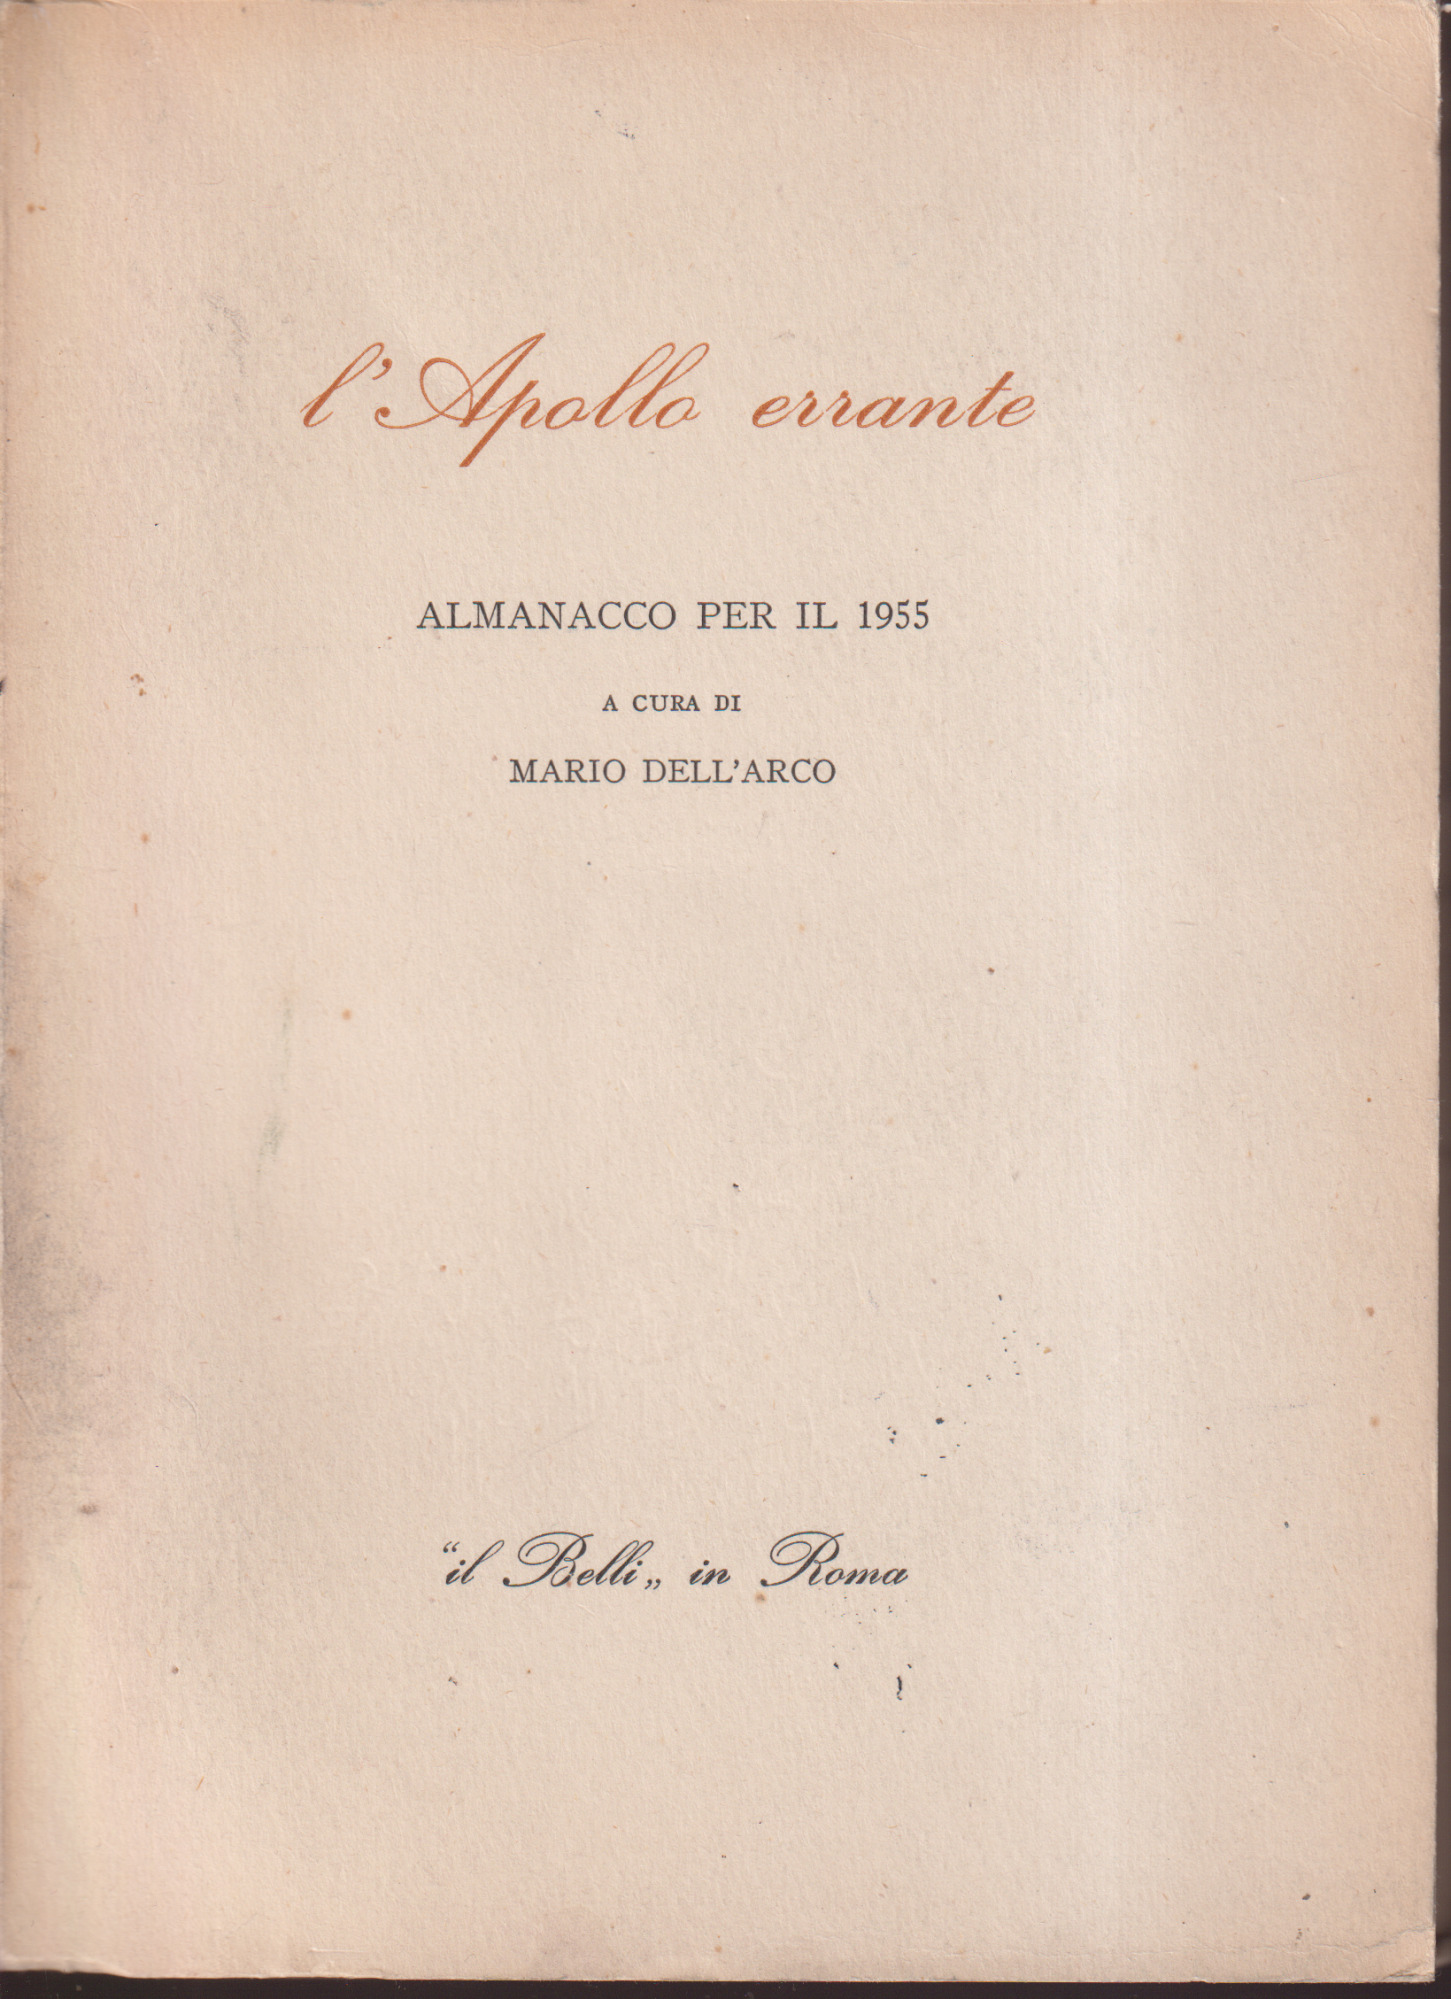 l'Apollo errante
ALMANACCO PER IL 1955
A CURA DI
MARIO DELL'ARCO
“il Belli„ in Roma